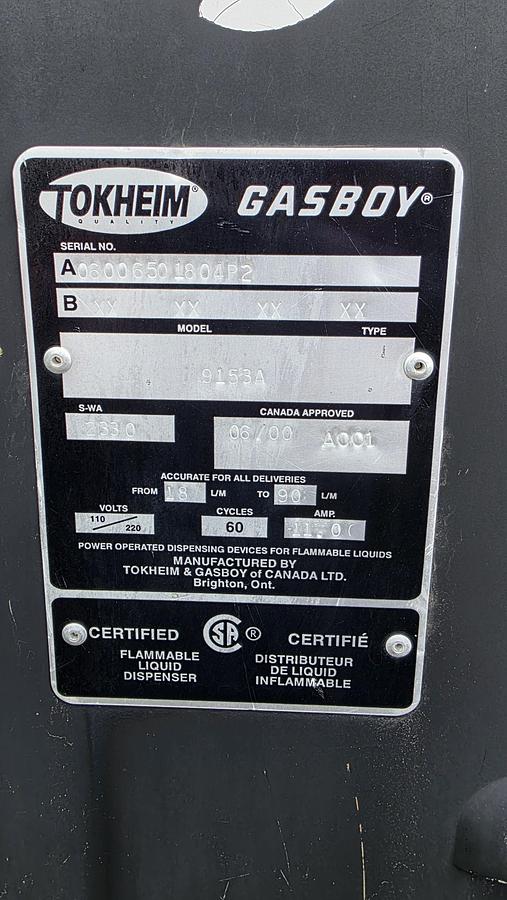 TOKHEIM® GASBOY®
QUALITY
SERIAL NO.
A 06006501804P2
B XX XX XX XX
MODEL TYPE
9153A
S-WA CANADA APPROVED
2330 06/00 A001
ACCURATE FOR ALL DELIVERIES
FROM 18 L/M TO 90 L/M
VOLTS CYCLES AMP.
110/220 60
POWER OPERATED DISPENSING DEVICES FOR FLAMMABLE LIQUIDS
MANUFACTURED BY
TOKHEIM & GASBOY of CANADA LTD.
Brighton, Ont.
CERTIFIED SA ® CERTIFIÉ
FLAMMABLE
LIQUID
DISPENSER
DISTRIBUTEUR
DE LIQUID
INFLAMMABLE